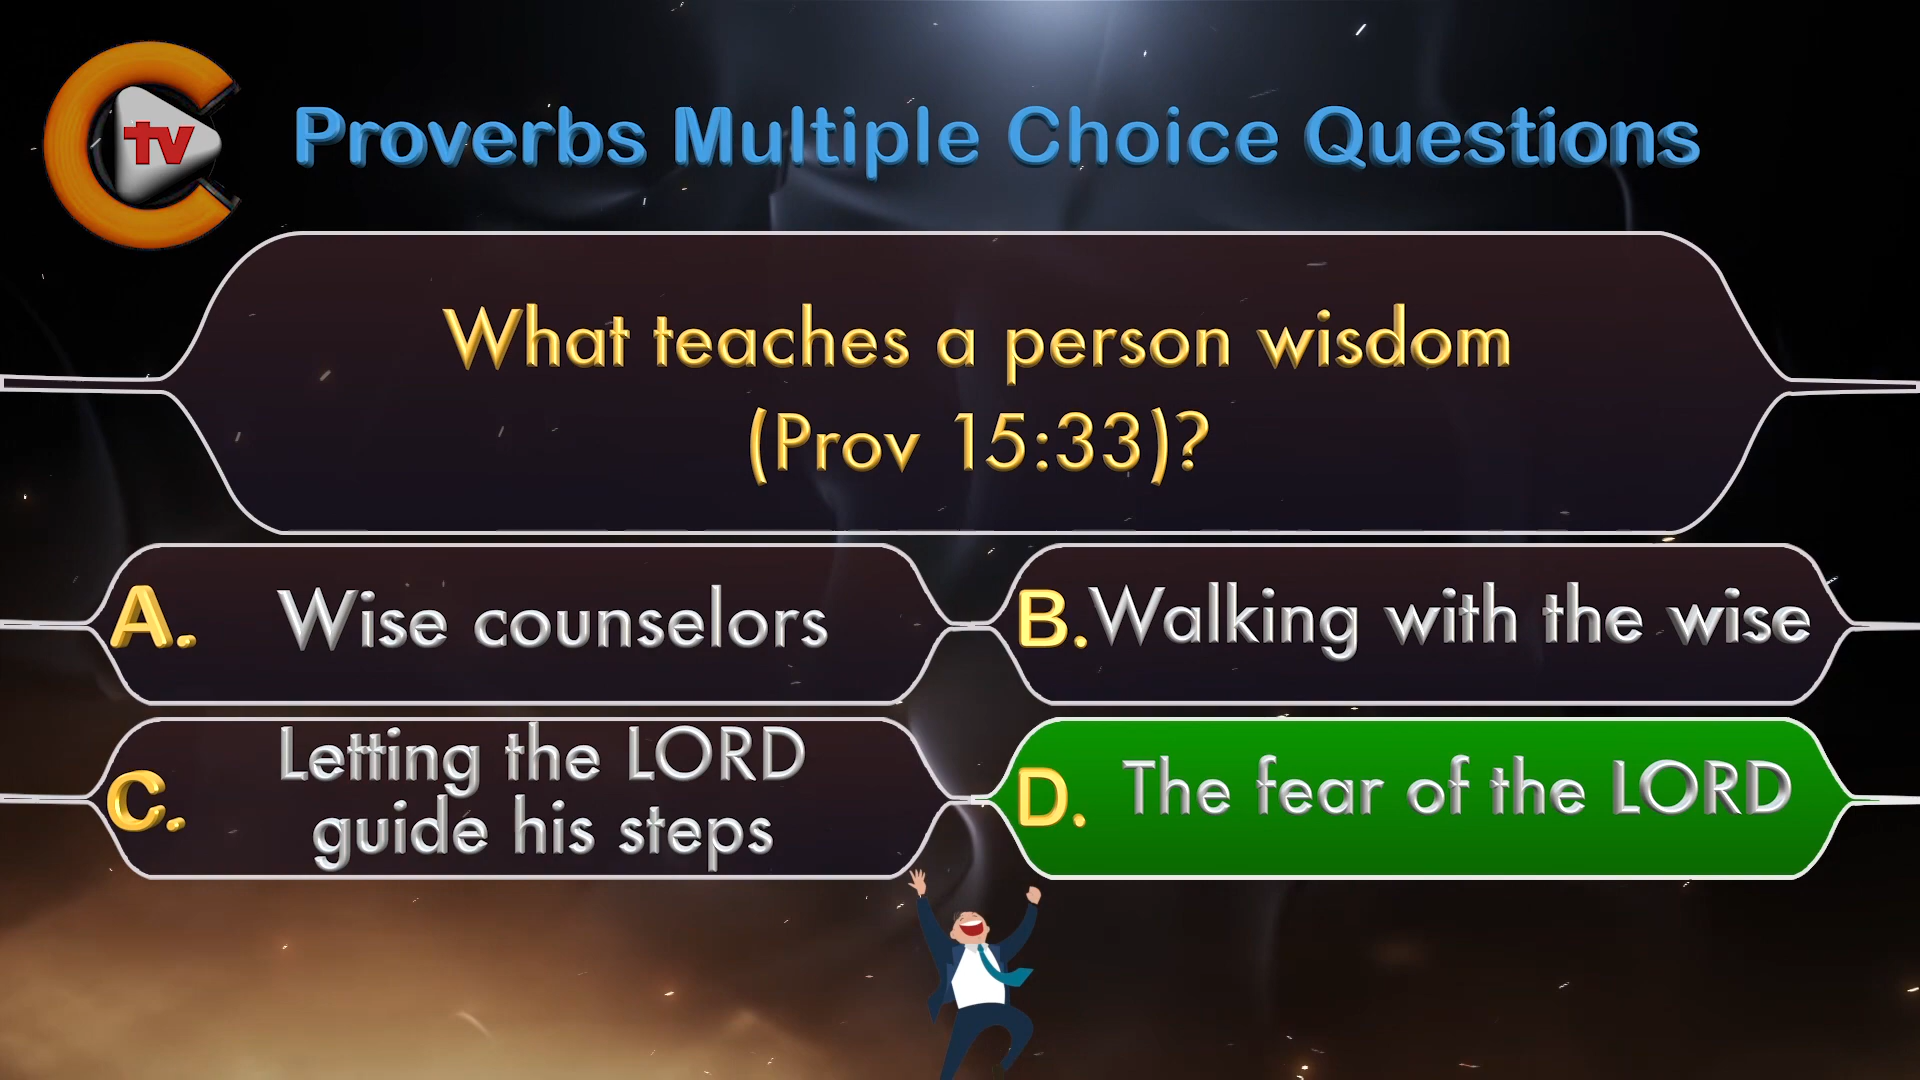 tv
Proverbs Multiple Choice Questions
What teaches a person wisdom
(Prov 15:33)?
A. Wise counselors
B. Walking with the wise
C. Letting the LORD
guide his steps
D. The fear of the LORD